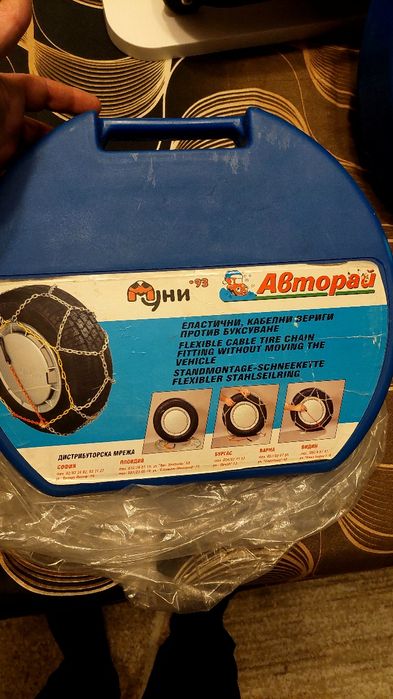 Муни '93
Авторай
ЕЛАСТИЧНИ, КАБЕЛНИ ВЕРИГИ
ПРОТИВ БУКСУВАНЕ
FLEXIBLE CABLE TIRE CHAIN
FITTING WITHOUT MOVING THE
VEHICLE
STANDMONTAGE-SCHNEEKETTE
FLEXIBLER STAHLSEILRING
ДИСТРИБУТОРСКА МРЕЖА
СОФИЯ
ПЛОВДИВ
БУРГАС
ВАРНА
ВИДИН